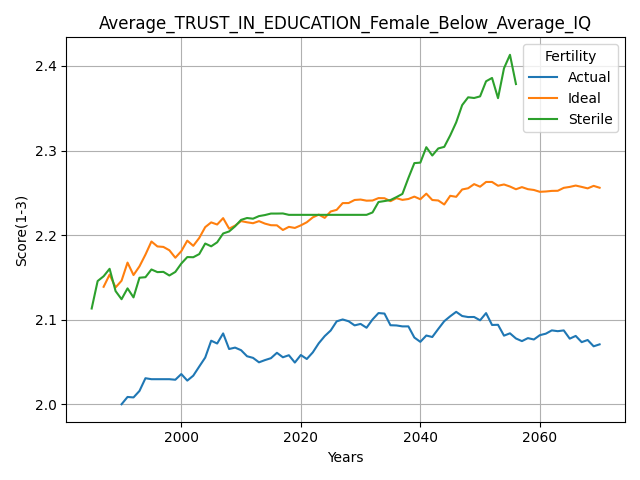 Average_TRUST_IN_EDUCATION_Female_Below_Average_IQ
Score(1-3)
2.4
2.3
2.2
2.1
2.0
Fertility
Actual
Ideal
Sterile
2000
2020
2040
2060
Years